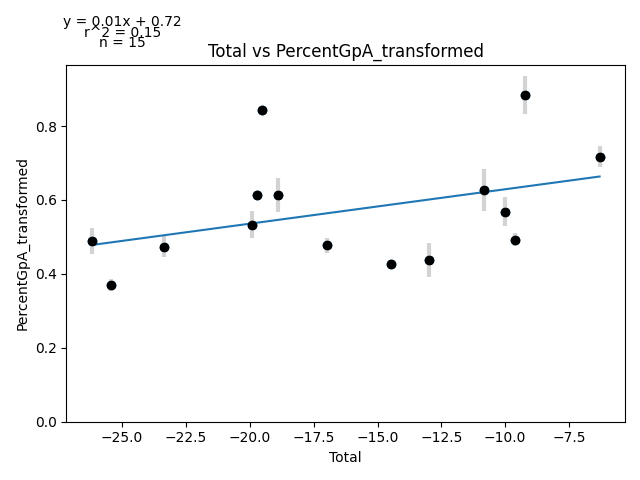 y = 0.01x + 0.72
r^2 = 0.15
n = 15
Total vs PercentGpA_transformed
PercentGpA_transformed
0.8
0.6
0.4
0.2
0.0
−25.0 −22.5 −20.0 −17.5 −15.0 −12.5 −10.0 −7.5
Total